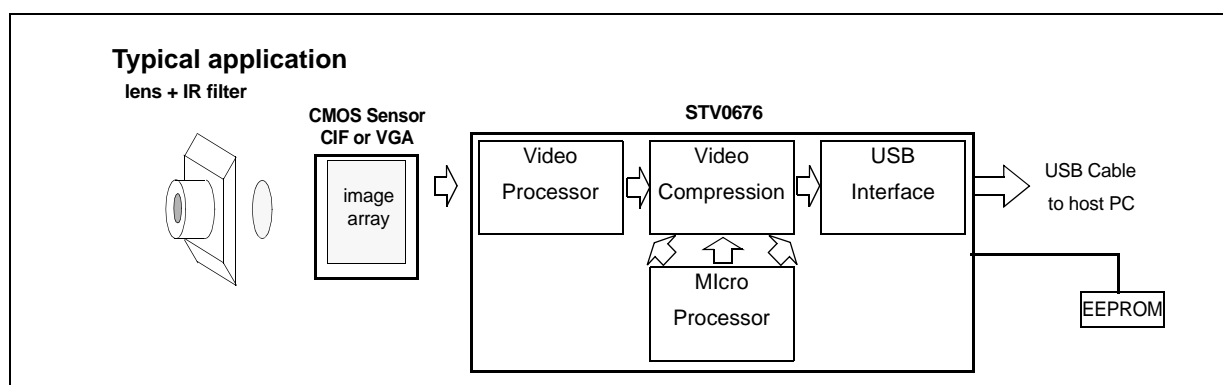 Typical application
lens + IR filter
CMOS Sensor
CIF or VGA
image
array
STV0676
Video
Processor
Video
Compression
USB
Interface
MIcro
Processor
USB Cable
to host PC
EEPROM